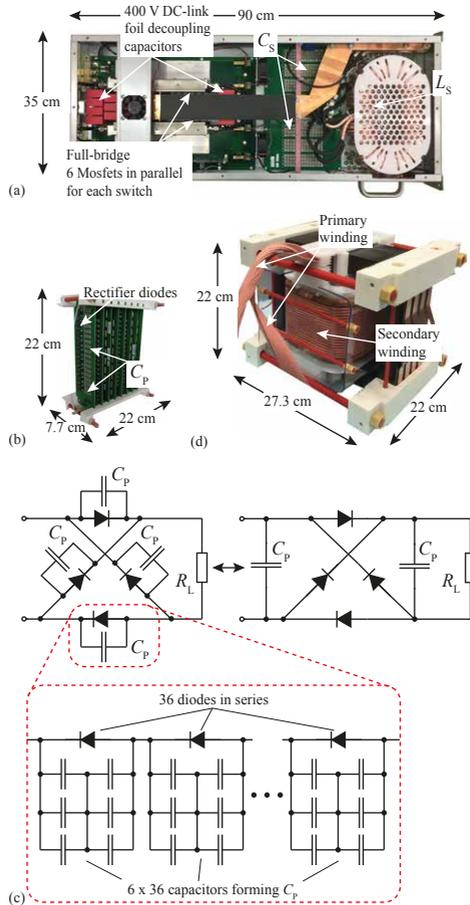 400 V DC-link
foil decoupling
capacitors
90 cm
C_S
35 cm
L_S
Full-bridge
6 Mosfets in parallel
for each switch
(a)
Primary
winding
Rectifier diodes
22 cm
22 cm
C_P
Secondary
winding
7.7 cm
22 cm
27.3 cm
22 cm
(b)
(d)
C_P
C_P
C_P
R_L
C_P
C_P
C_P
R_L
36 diodes in series
6 x 36 capacitors forming C_P
(c)